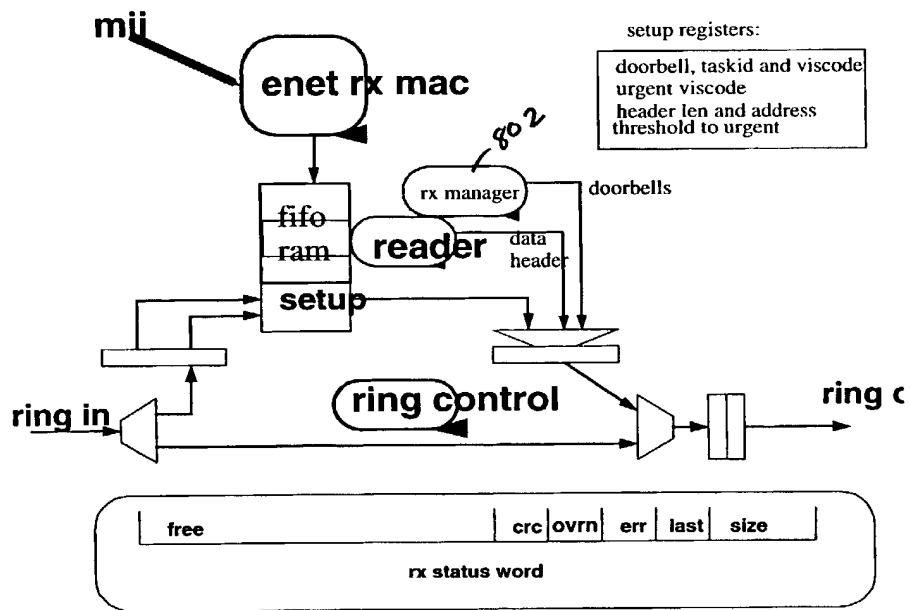 mii
setup registers:
enet rx mac
doorbell, taskid and viscode
urgent viscode
header len and address
threshold to urgent
802
rx manager
doorbells
fifo
ram
reader
data
header
setup
ring in
ring control
ring
free
crc
ovrn
err
last
size
rx status word